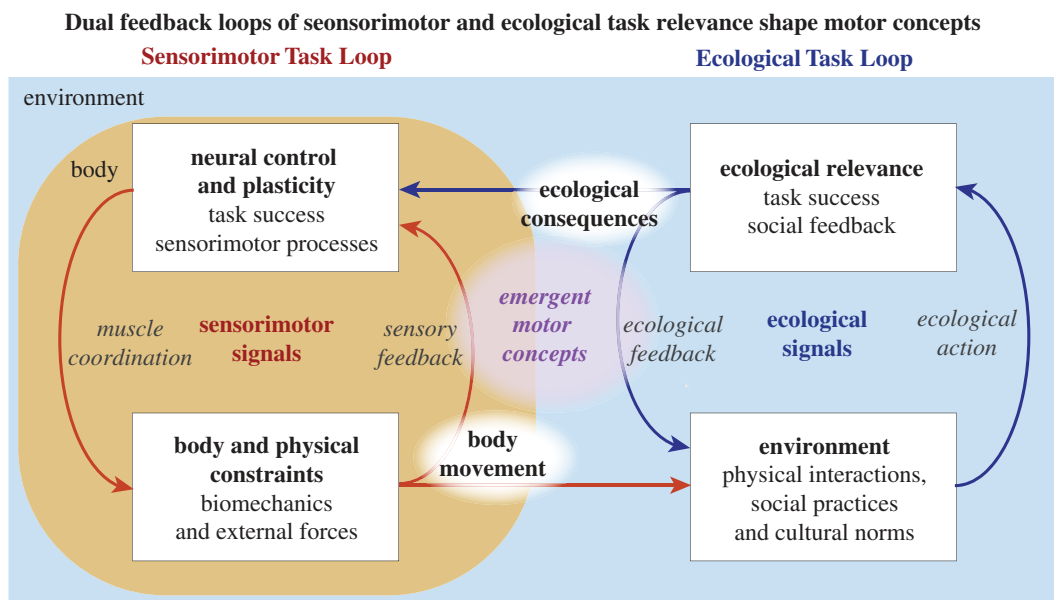 Dual feedback loops of seonsorimotor and ecological task relevance shape motor concepts
Sensorimotor Task Loop
Ecological Task Loop
environment
body
neural control
and plasticity
task success
sensorimotor processes
ecological
consequences
ecological relevance
task success
social feedback
muscle
coordination
sensorimotor
signals
sensory
feedback
emergent
motor
concepts
ecological
feedback
ecological
signals
ecological
action
body and physical
constraints
biomechanics
and external forces
body
movement
environment
physical interactions,
social practices
and cultural norms